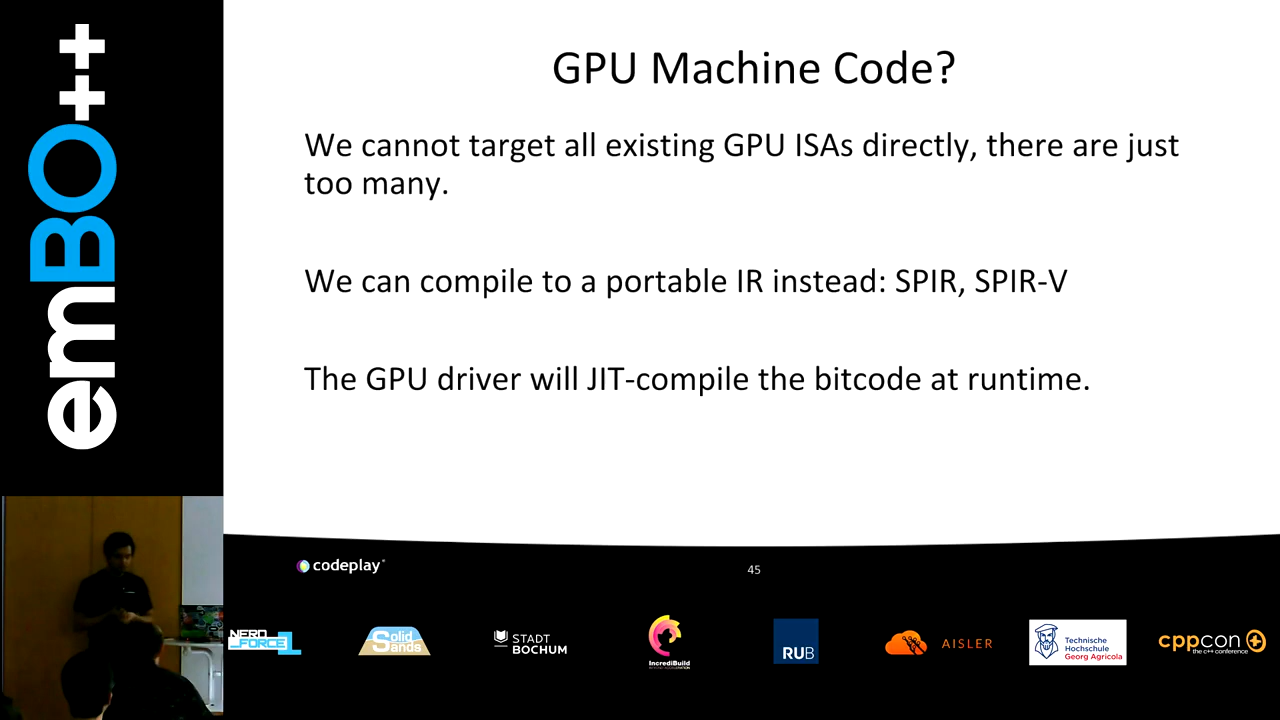 emBO++
GPU Machine Code?
We cannot target all existing GPU ISAs directly, there are just
too many.
We can compile to a portable IR instead: SPIR, SPIR-V
The GPU driver will JIT-compile the bitcode at runtime.
codeplay
45
NERD
FORCE1
Solid
Sands
STADT
BOCHUM
IncrediBuild
RUB
AISLER
Technische
Hochschule
Georg Agricola
cppcon
the c++ conference